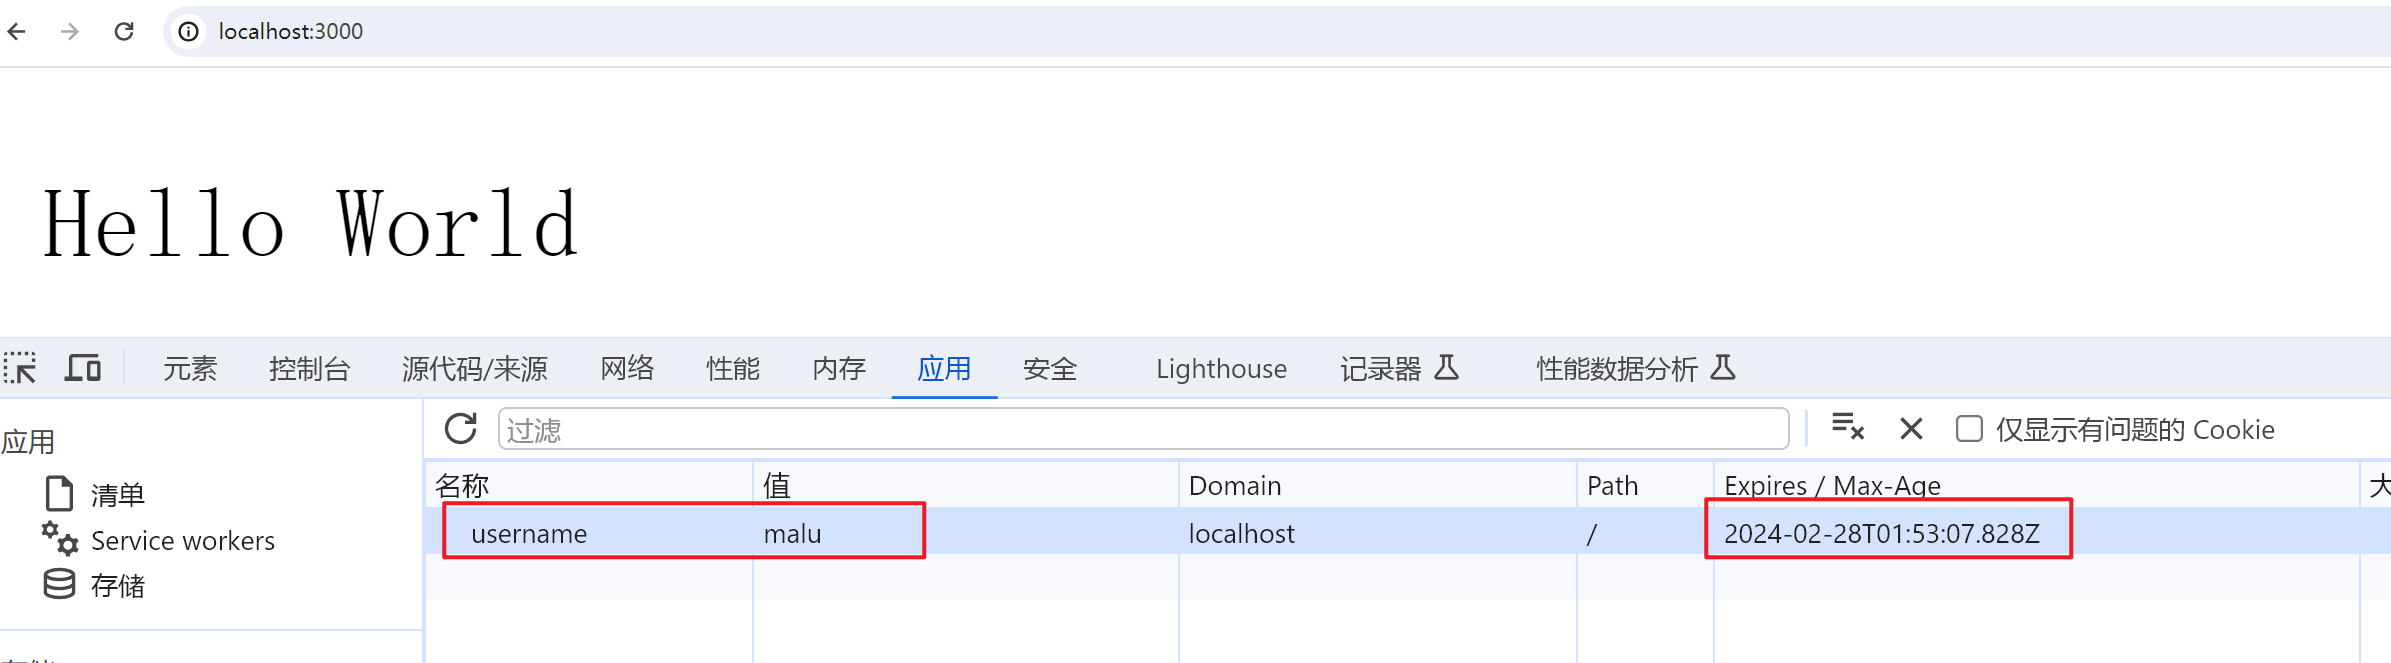 localhost:3000
Hello World
元素 控制台 源代码/来源 网络 性能 内存 应用 安全 Lighthouse 记录器 性能数据分析
应用
过滤
仅显示有问题的 Cookie
名称 值 Domain Path Expires / Max-Age
清单
username malu localhost / 2024-02-28T01:53:07.828Z
Service workers
存储